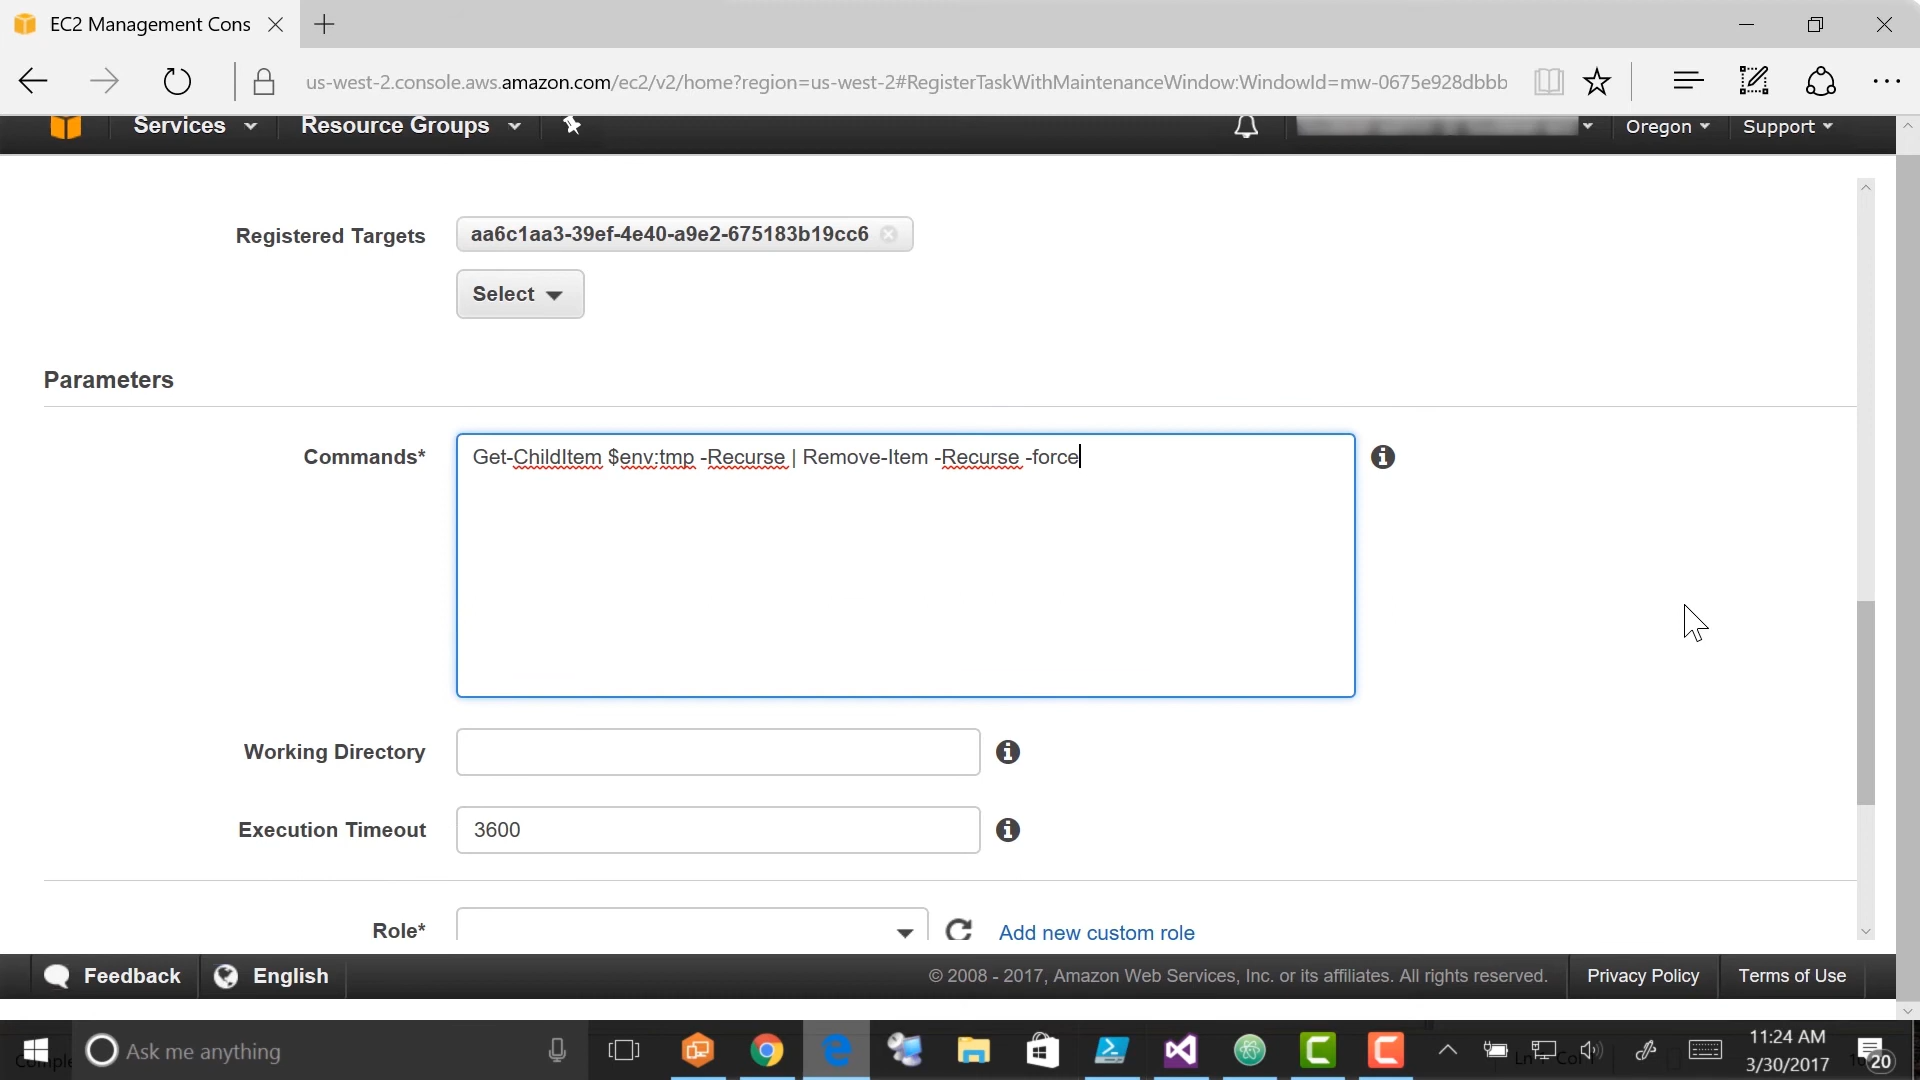 EC2 Management Cons
us-west-2.console.aws.amazon.com/ec2/v2/home?region=us-west-2#RegisterTaskWithMaintenanceWindow:WindowId=mw-0675e928dbbb
Services Resource Groups Oregon Support
Registered Targets aa6c1aa3-39ef-4e40-a9e2-675183b19cc6
Select
Parameters
Commands* Get-ChildItem $env:tmp -Recurse | Remove-Item -Recurse -force
Working Directory
Execution Timeout 3600
Role* Add new custom role
Feedback English © 2008 - 2017, Amazon Web Services, Inc. or its affiliates. All rights reserved. Privacy Policy Terms of Use
Ask me anything 11:24 AM
3/30/2017 20